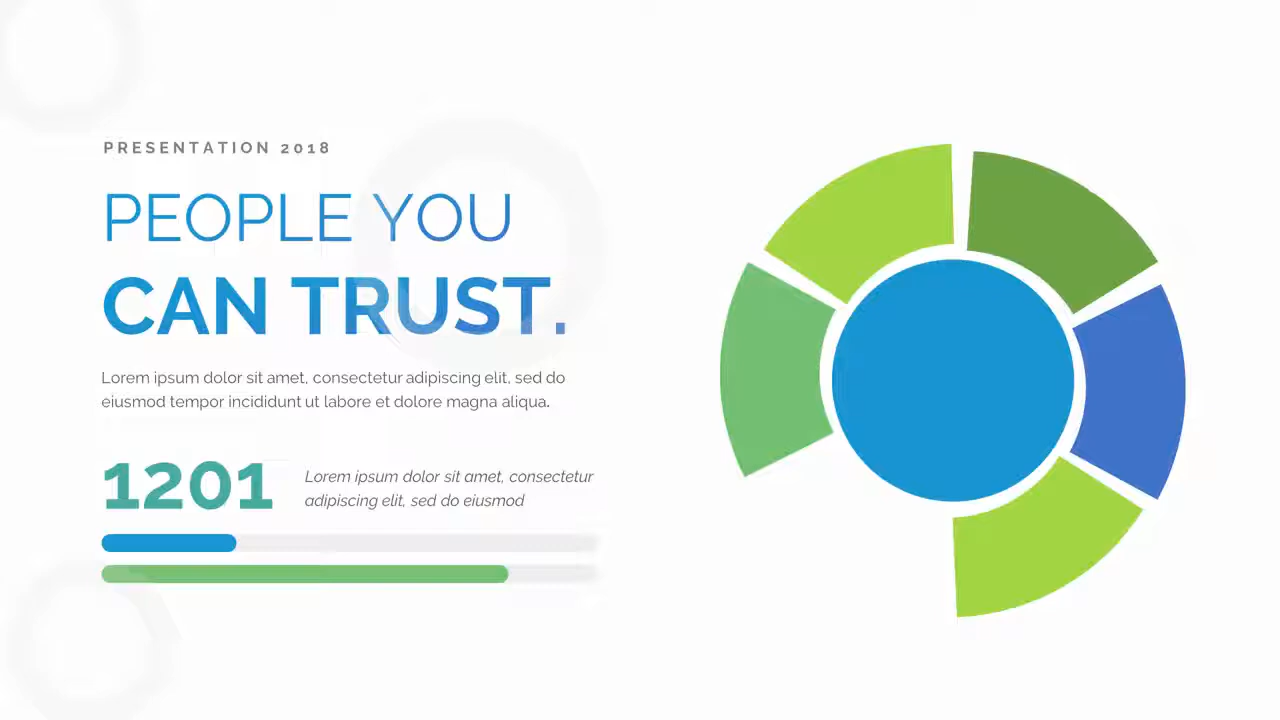 PRESENTATION 2018
PEOPLE YOU
CAN TRUST.
Lorem ipsum dolor sit amet, consectetur adipiscing elit, sed do
eiusmod tempor incididunt ut labore et dolore magna aliqua.
1201
Lorem ipsum dolor sit amet, consectetur
adipiscing elit, sed do eiusmod